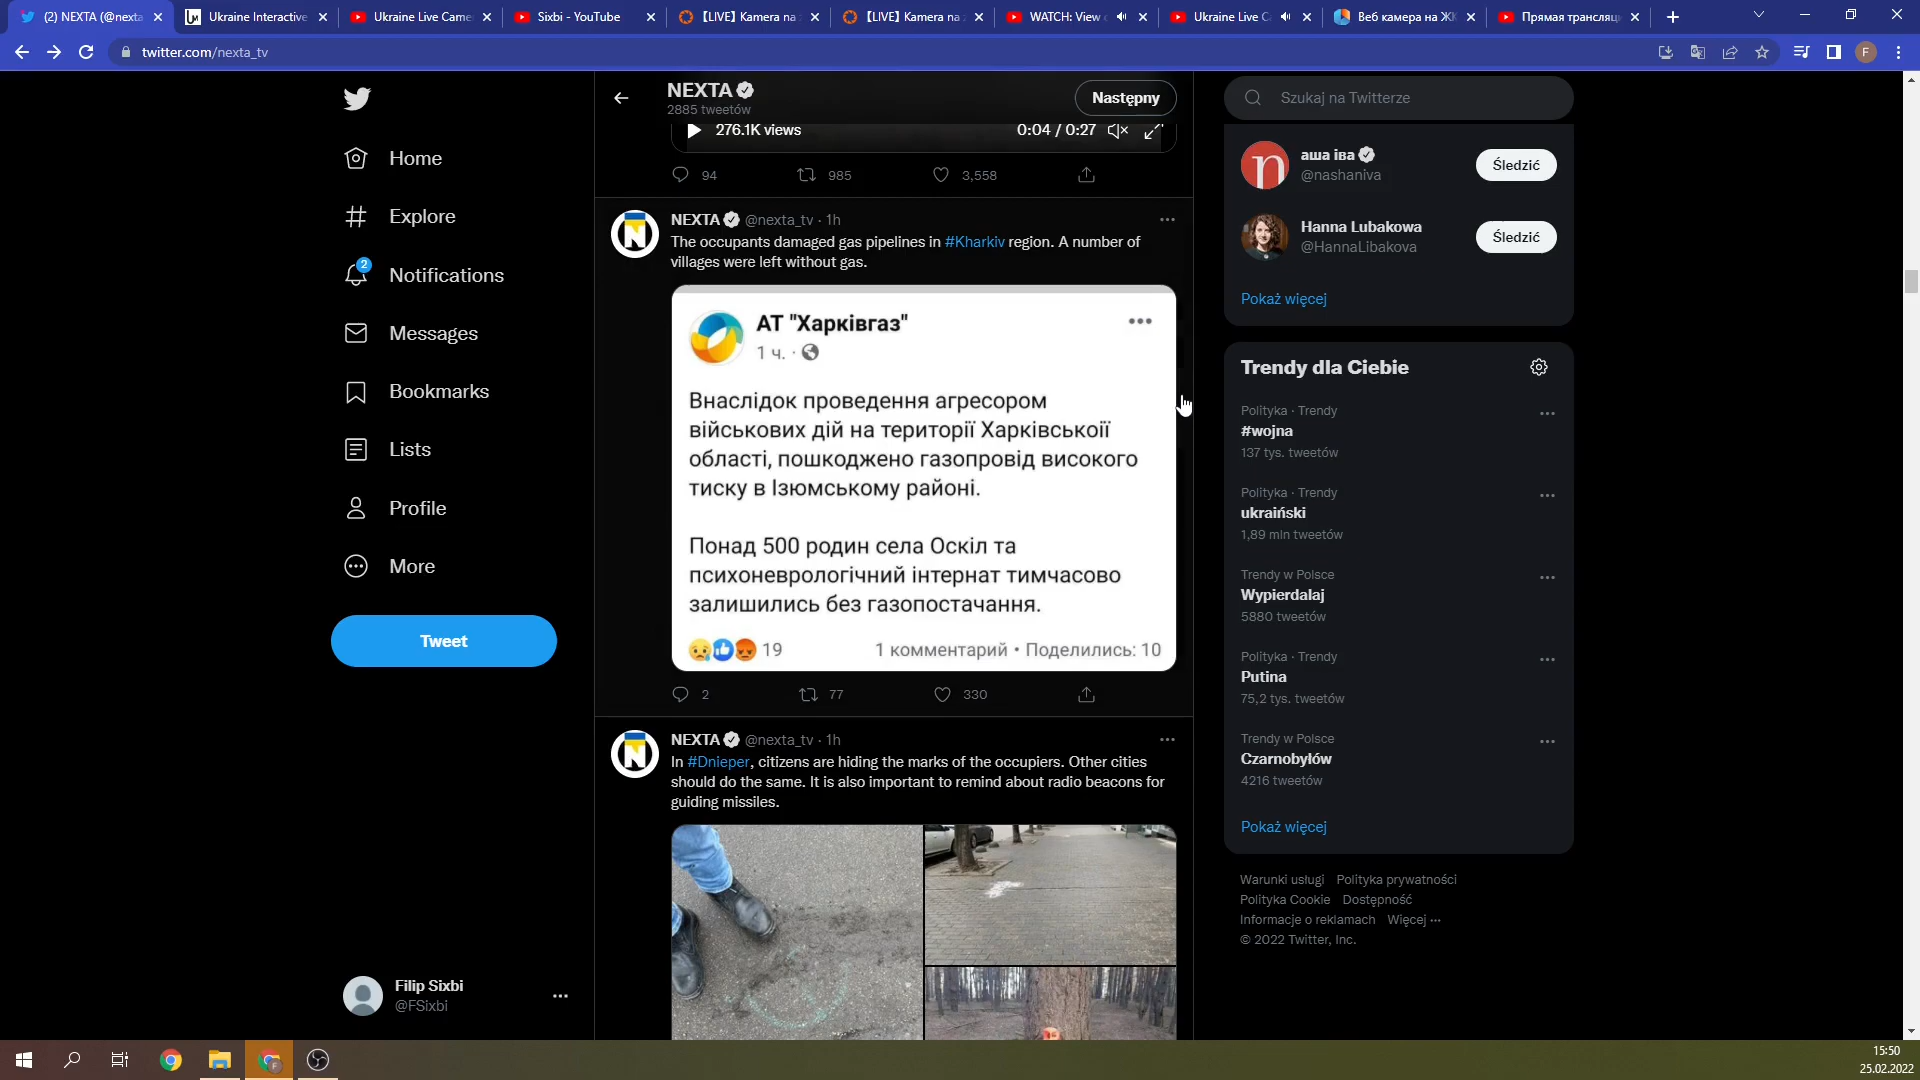 (2) NEXTA (@nexta
Ukraine Interactive
Ukraine Live Came
Sixbi - YouTube
【LIVE】 Kamera na ż
【LIVE】 Kamera na ż
WATCH: View
Ukraine Live C
Веб камера на ЖК
Прямая трансляц
twitter.com/nexta_tv
F
NEXTA
2885 tweetów
Następny
276.1K views
0:04 / 0:27
94
985
3,558
Home
Explore
2
Notifications
Messages
Bookmarks
Lists
Profile
More
Tweet
Filip Sixbi
@FSixbi
NEXTA @nexta_tv · 1h
The occupants damaged gas pipelines in #Kharkiv region. A number of
villages were left without gas.
АТ "Харківгаз"
1 ч. ·
Внаслідок проведення агресором
військових дій на території Харківськоїї
області, пошкоджено газопровід високого
тиску в Ізюмському районі.
Понад 500 родин села Оскіл та
психоневрологічний інтернат тимчасово
залишились без газопостачання.
19
1 комментарий • Поделились: 10
2
77
330
NEXTA @nexta_tv · 1h
In #Dnieper, citizens are hiding the marks of the occupiers. Other cities
should do the same. It is also important to remind about radio beacons for
guiding missiles.
Szukaj na Twitterze
аша іва
@nashaniva
Śledzić
Hanna Lubakowa
@HannaLibakova
Śledzić
Pokaż więcej
Trendy dla Ciebie
Polityka · Trendy
#wojna
137 tys. tweetów
Polityka · Trendy
ukraiński
1,89 mln tweetów
Trendy w Polsce
Wypierdalaj
5880 tweetów
Polityka · Trendy
Putina
75,2 tys. tweetów
Trendy w Polsce
Czarnobylów
4216 tweetów
Pokaż więcej
Warunki usługi Polityka prywatności
Polityka Cookie Dostępność
Informacje o reklamach Więcej ···
© 2022 Twitter, Inc.
15:50
25.02.2022